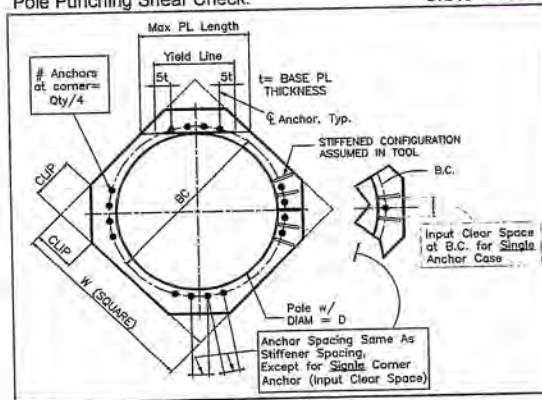 Pole Punching Shear Check:
Max PL Length
Yield Line
5t
5t
t= BASE PL
THICKNESS
# Anchors
at corner=
Qty/4
℄ Anchor, Typ.
STIFFENED CONFIGURATION
ASSUMED IN TOOL
B.C.
CLIP
BC
CLIP
Input Clear Space
at B.C. for Single
Anchor Case
W (SQUARE)
Pole w/
DIAM = D
Anchor Spacing Same As
Stiffener Spacing,
Except for Signle Corner
Anchor (Input Clear Space)